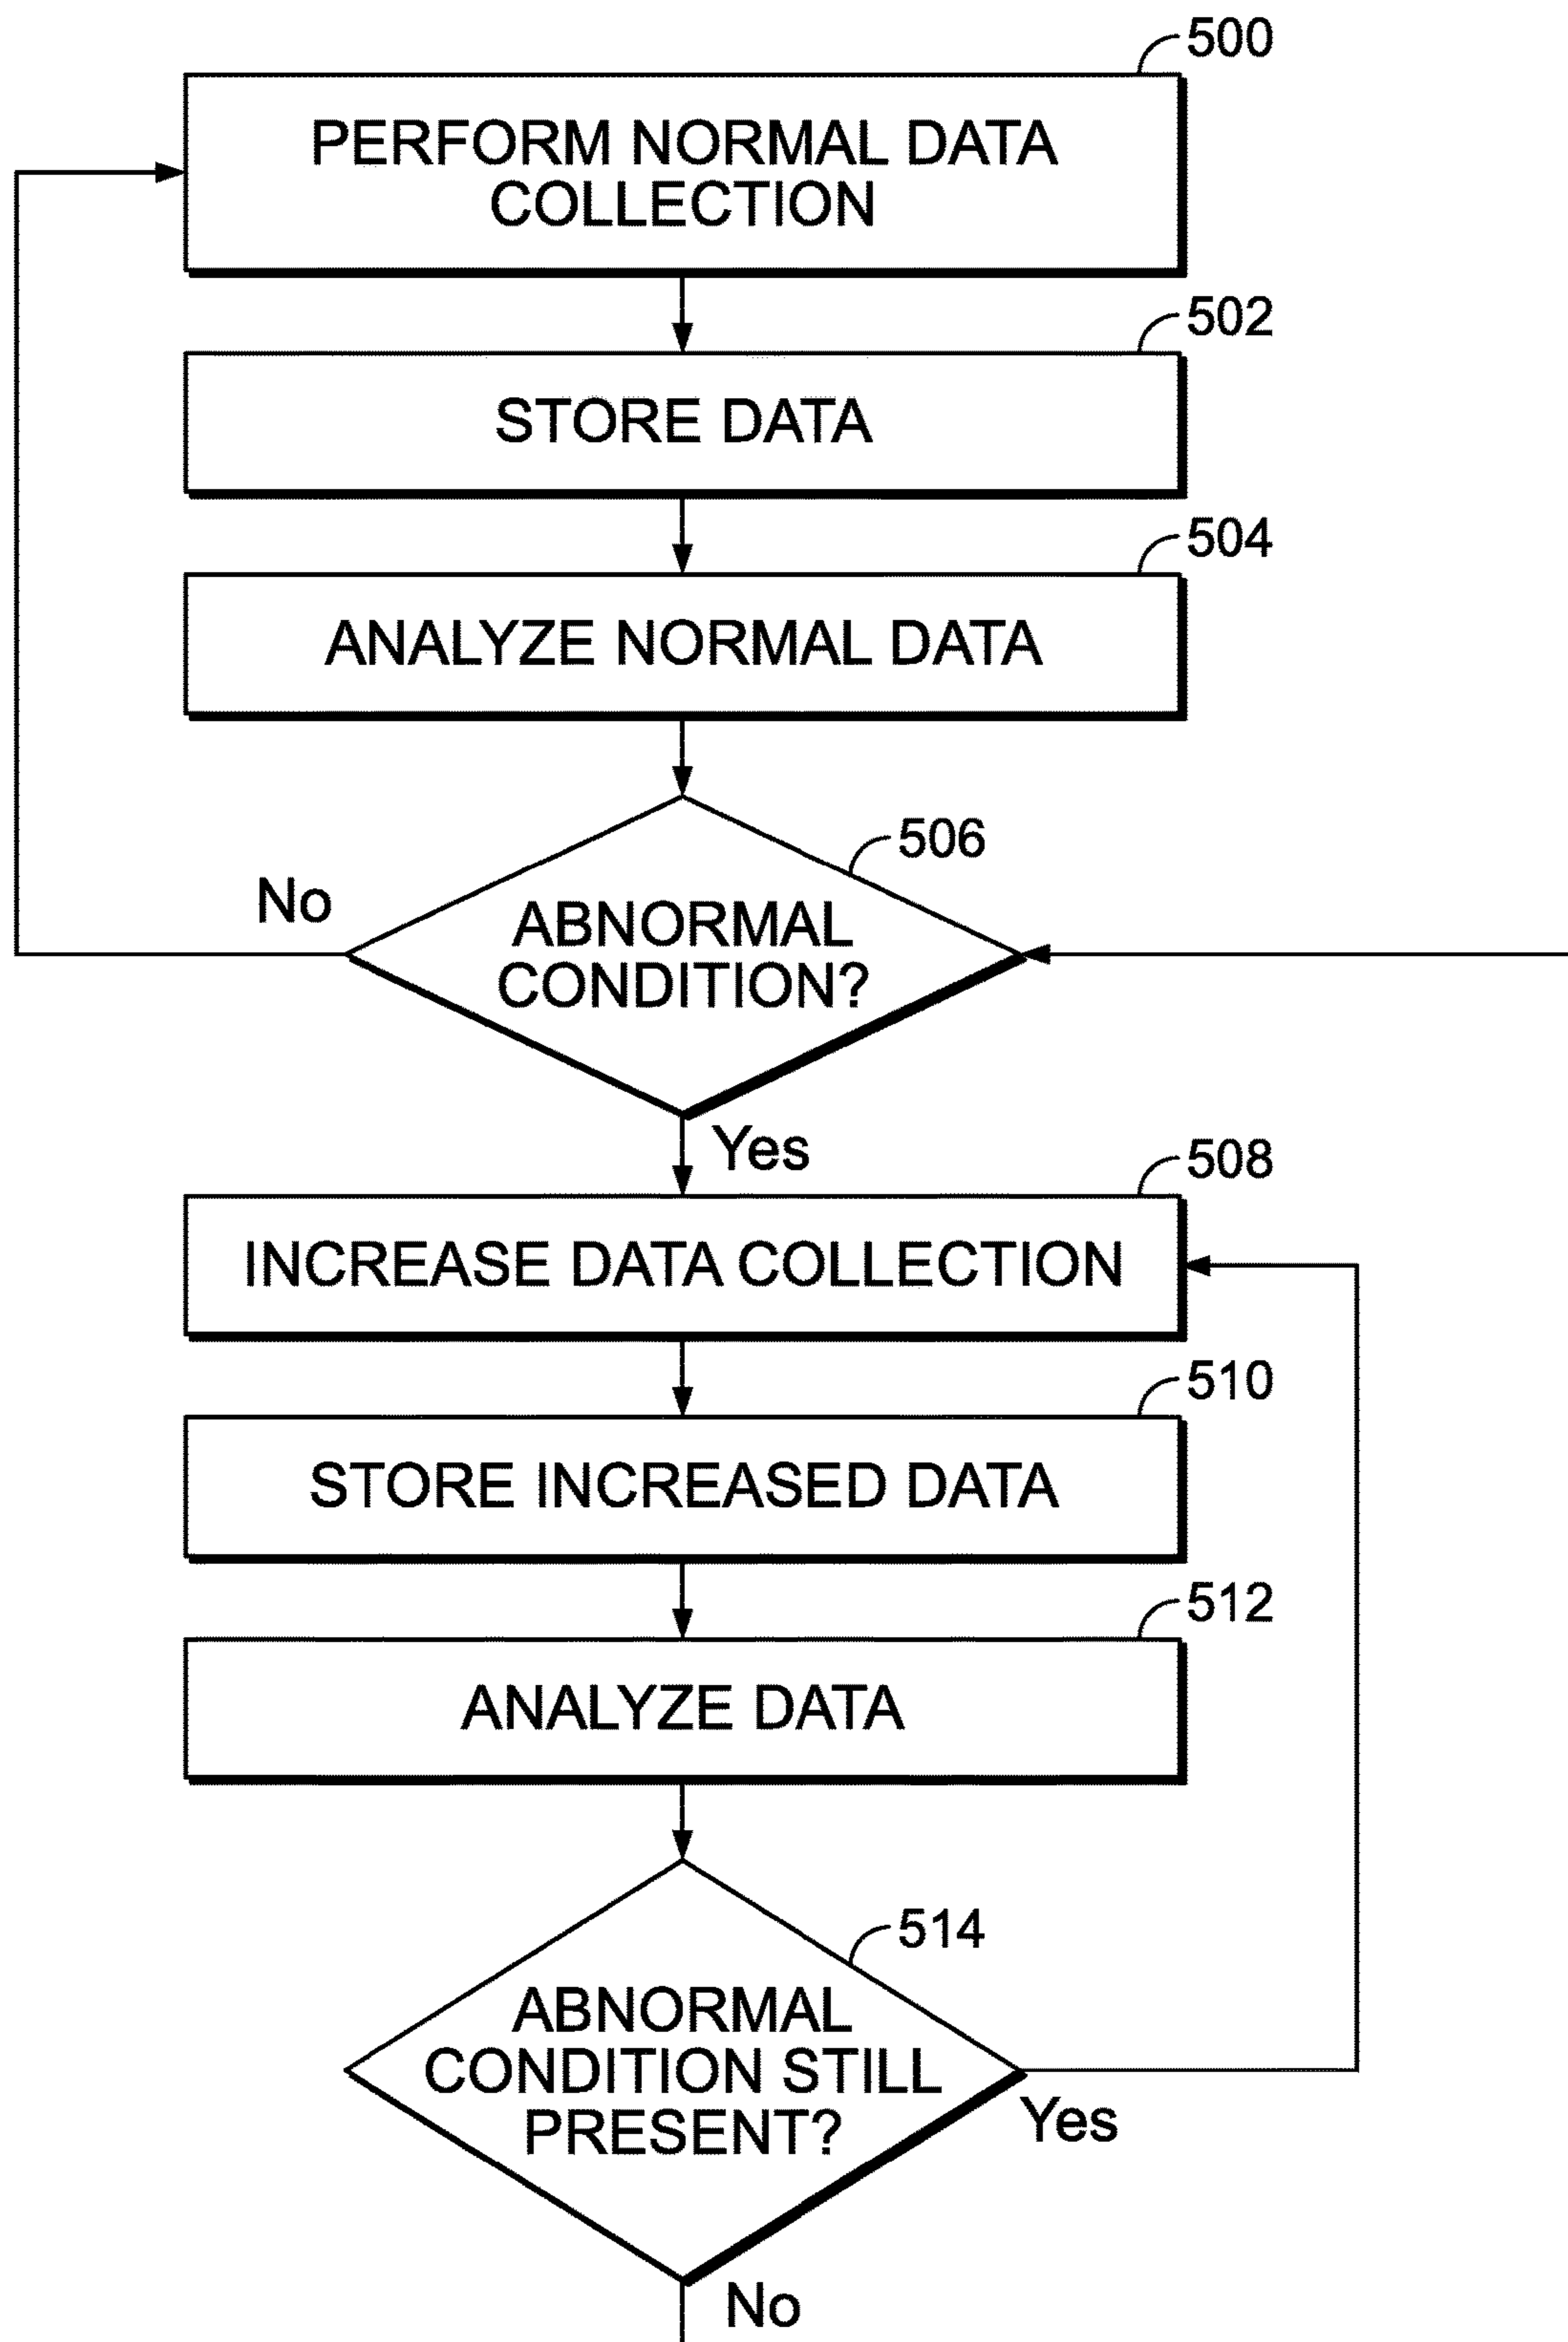 500
PERFORM NORMAL DATA
COLLECTION
502
STORE DATA
504
ANALYZE NORMAL DATA
506
No
ABNORMAL
CONDITION?
Yes
508
INCREASE DATA COLLECTION
510
STORE INCREASED DATA
512
ANALYZE DATA
514
ABNORMAL
CONDITION STILL
PRESENT?
Yes
No